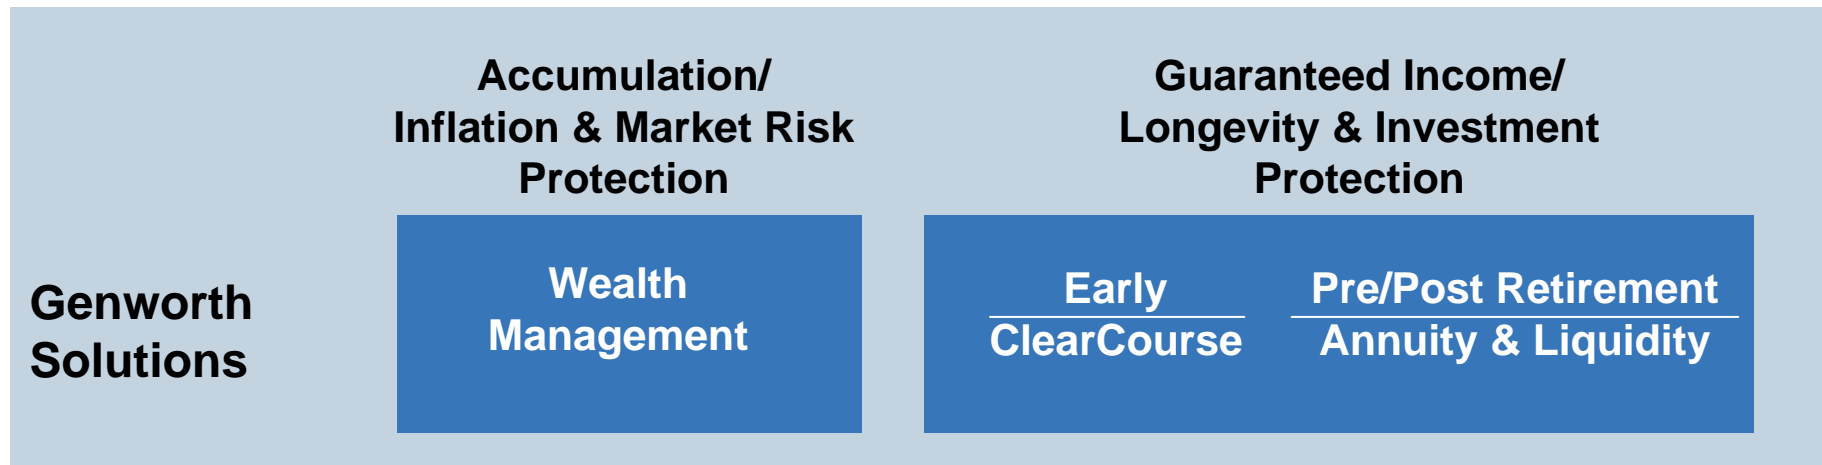 Accumulation/
Inflation & Market Risk
Protection
Guaranteed Income/
Longevity & Investment
Protection
Genworth
Solutions
Wealth
Management
Early
ClearCourse
Pre/Post Retirement
Annuity & Liquidity